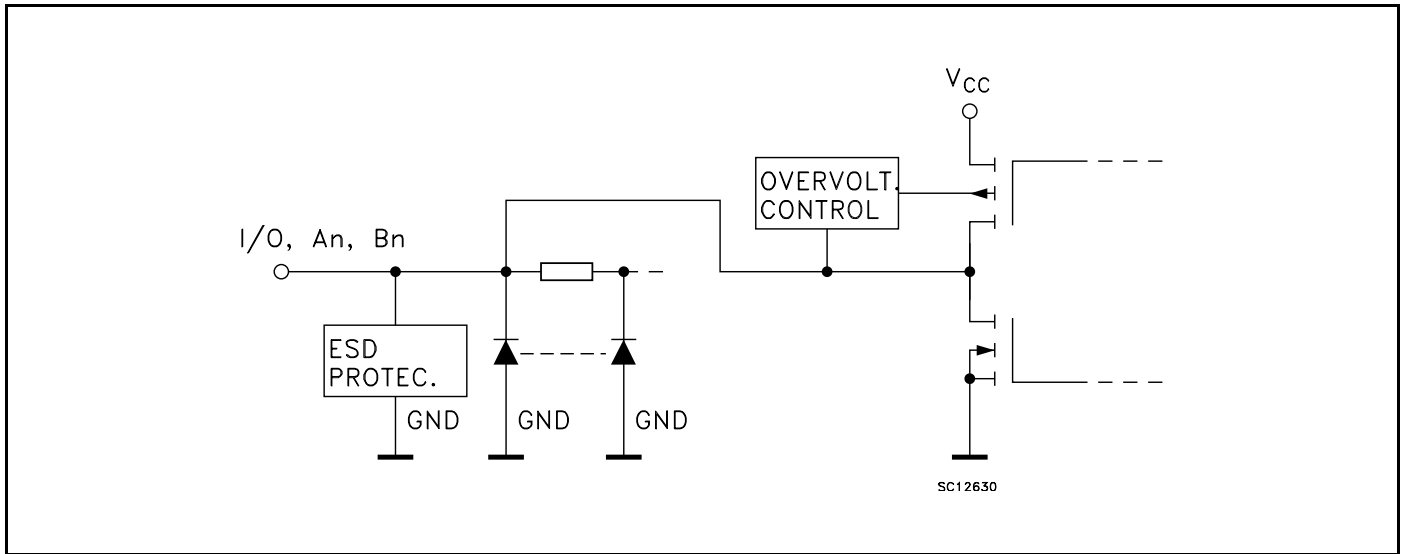 VCC
OVERVOLT.
CONTROL
I/O, An, Bn
ESD
PROTEC.
GND
GND
GND
SC12630